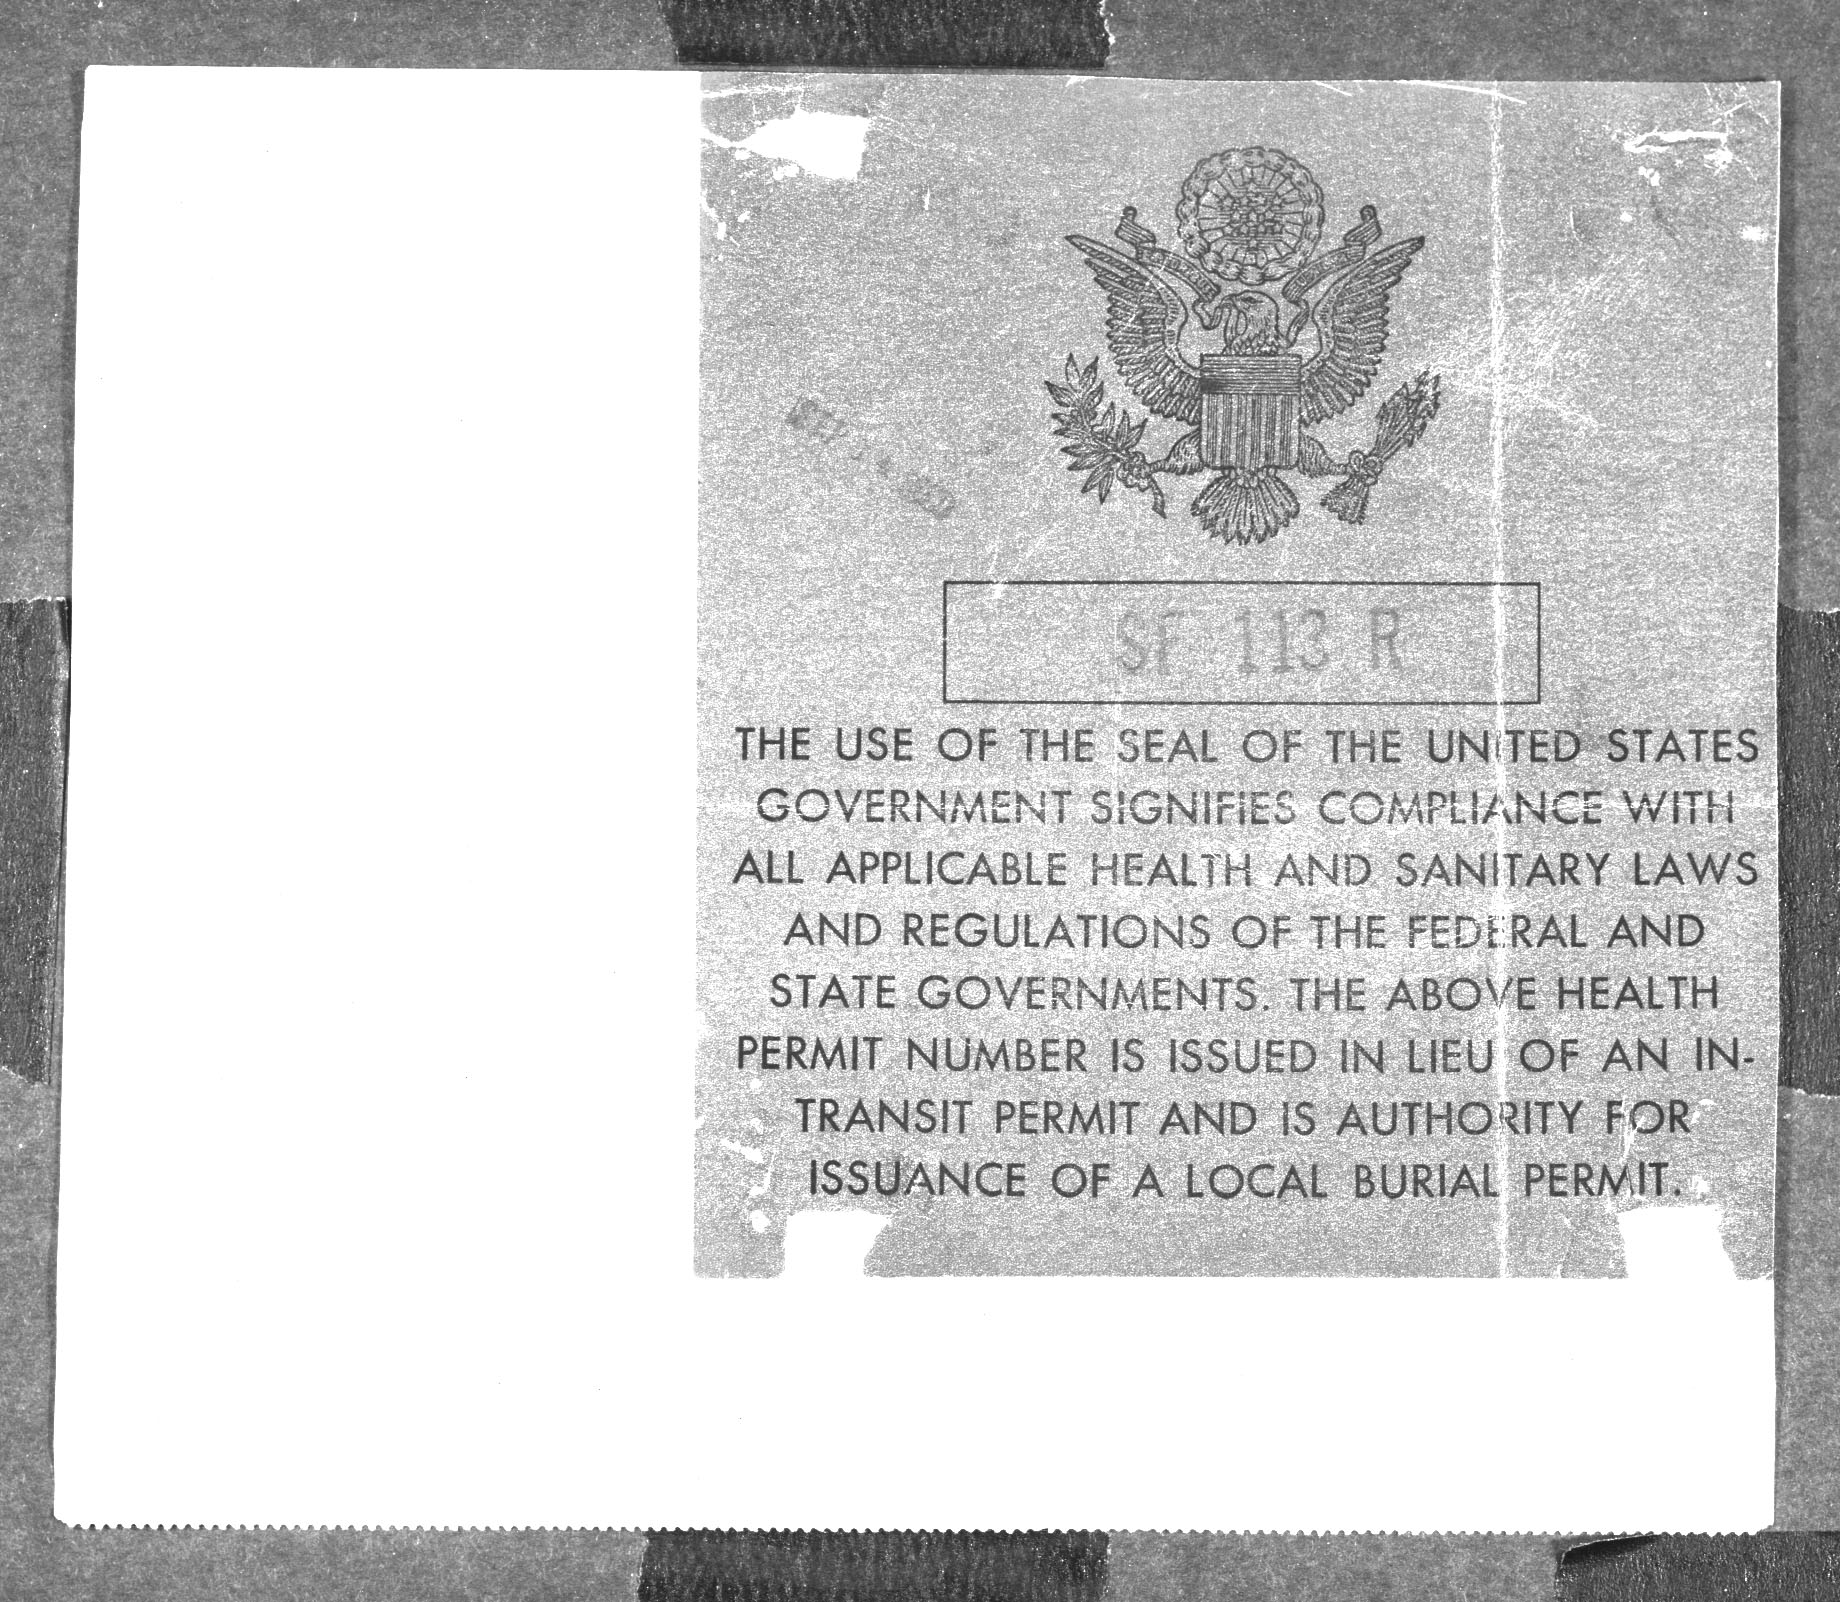 SF 113 R
THE USE OF THE SEAL OF THE UNITED STATES
GOVERNMENT SIGNIFIES COMPLIANCE WITH
ALL APPLICABLE HEALTH AND SANITARY LAWS
AND REGULATIONS OF THE FEDERAL AND
STATE GOVERNMENTS. THE ABOVE HEALTH
PERMIT NUMBER IS ISSUED IN LIEU OF AN IN-
TRANSIT PERMIT AND IS AUTHORITY FOR
ISSUANCE OF A LOCAL BURIAL PERMIT.